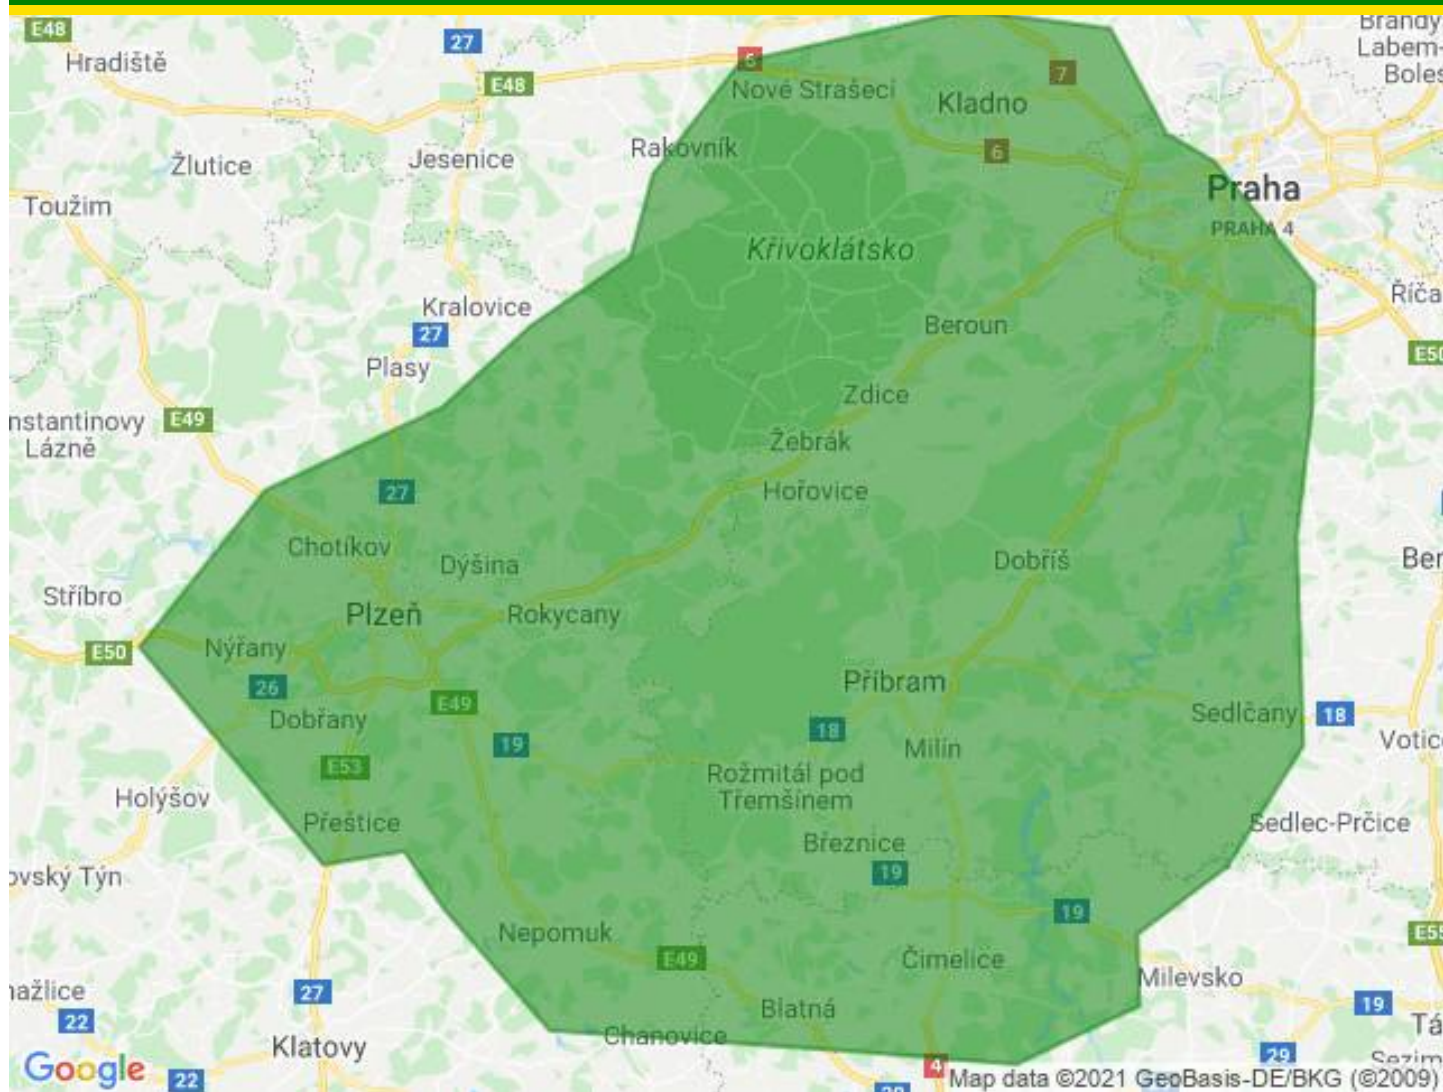 E48
27
6
Brandý
Labem-
Boles
Hradiště
E48
Nové Strašecí
7
Kladno
Rakovník
6
Žlutice
Jesenice
Toužim
Praha
PRAHA 4
Křivoklátsko
Kralovice
27
Říča
Beroun
E50
Plasy
Zdice
nstantinovy
Lázně
E49
Žebrák
27
Hořovice
Chotíkov
Dýšina
Dobříš
Ber
Stříbro
Plzeň
Rokycany
E50
Nýřany
26
Příbram
E49
Dobřany
18
Sedlčany
18
19
Milín
Votic
E53
Rožmitál pod
Třemšínem
Holýšov
Přeštice
Sedlec-Prčice
Březnice
19
ovský Týn
19
Nepomuk
E55
E49
Čimelice
Milevsko
nažlice
27
19
22
Blatná
Tá
Chanovice
Klatovy
29
Sezim
Google
22
4
20
Map data ©2021 GeoBasis-DE/BKG (©2009)